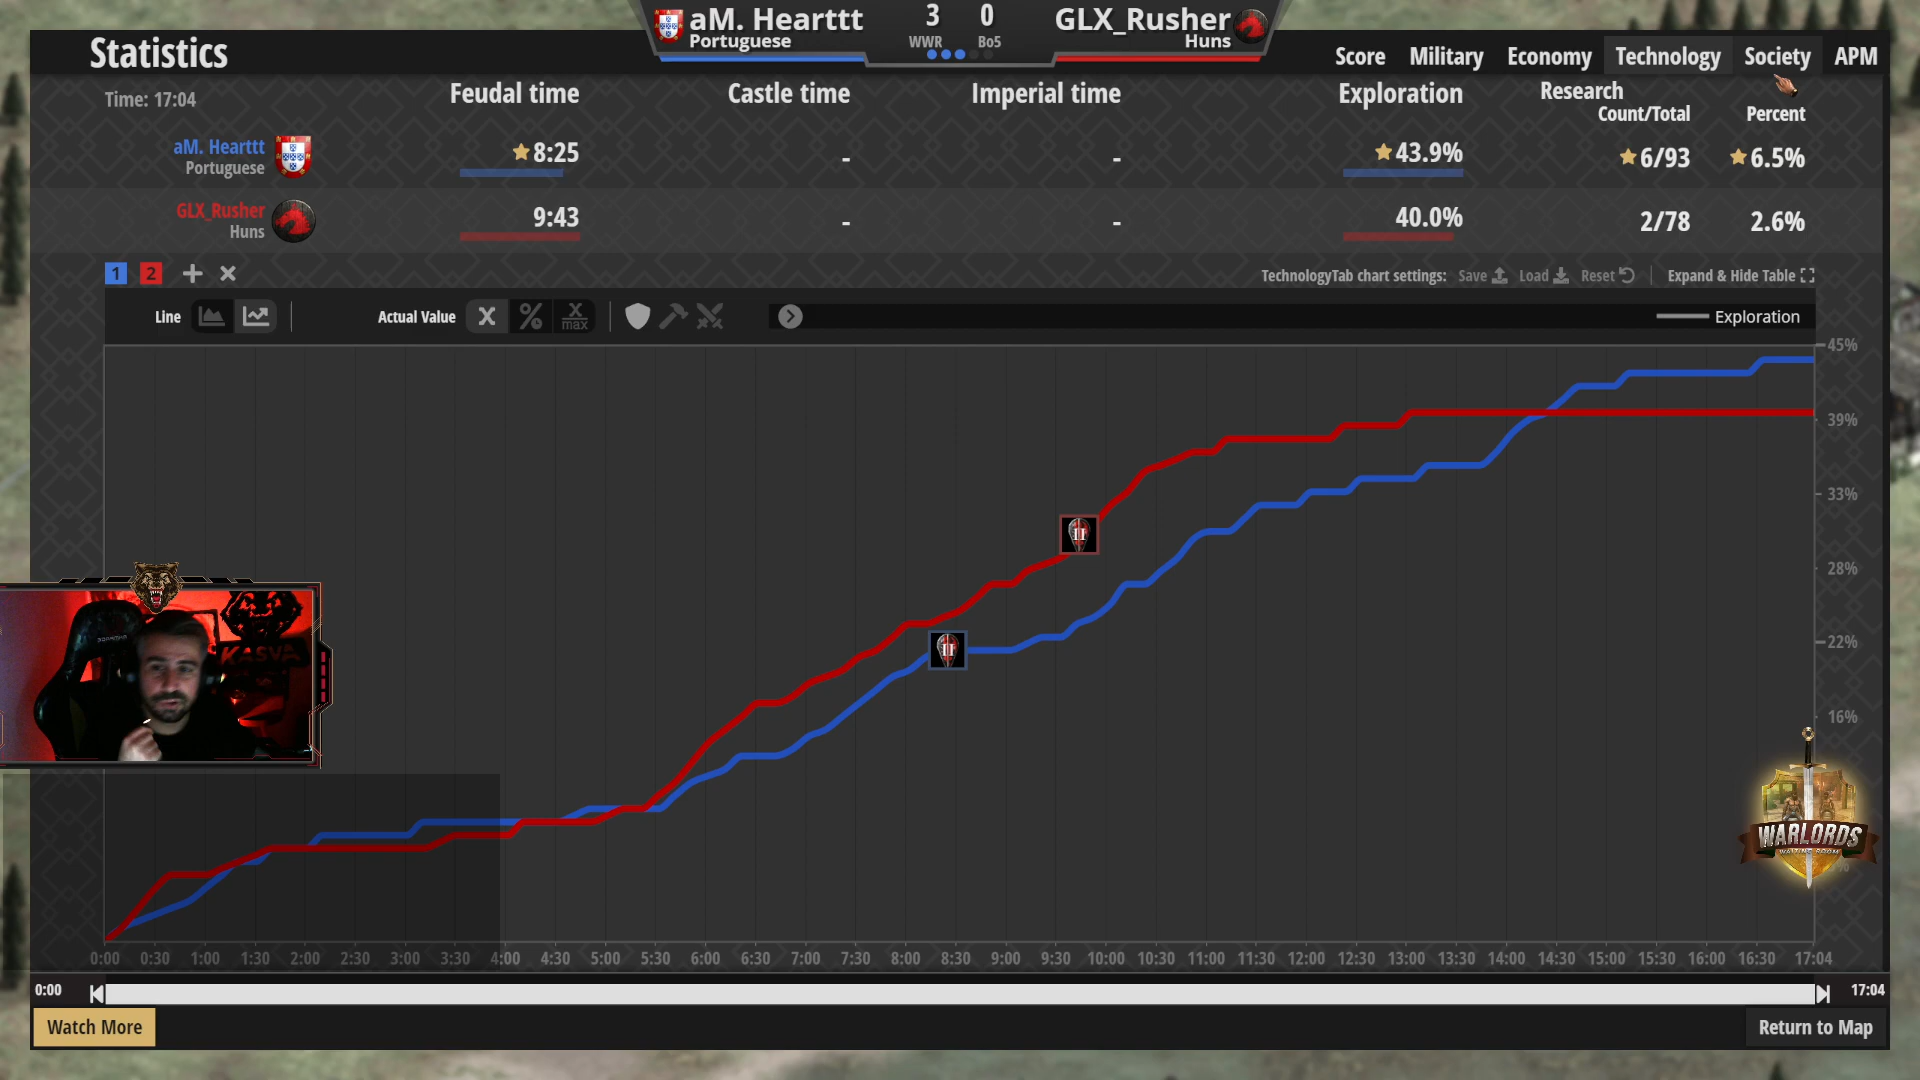 aM. Hearttt
Portuguese
3 0
WWR Bo5
GLX_Rusher
Huns
Statistics
Score Military Economy Technology Society APM
Time: 17:04
Feudal time Castle time Imperial time Exploration Research
Count/Total Percent
aM. Hearttt
Portuguese
8:25 - - 43.9% 6/93 6.5%
GLX_Rusher
Huns
9:43 - - 40.0% 2/78 2.6%
1 2
TechnologyTab chart settings: Save Load Reset Expand & Hide Table
Line Actual Value X % X
max
Exploration
45%
39%
33%
28%
22%
16%
II
II
KASVA
WARLORDS
WAITING ROOM
0:00 0:30 1:00 1:30 2:00 2:30 3:00 3:30 4:00 4:30 5:00 5:30 6:00 6:30 7:00 7:30 8:00 8:30 9:00 9:30 10:00 10:30 11:00 11:30 12:00 12:30 13:00 13:30 14:00 14:30 15:00 15:30 16:00 16:30 17:04
0:00 17:04
Watch More Return to Map